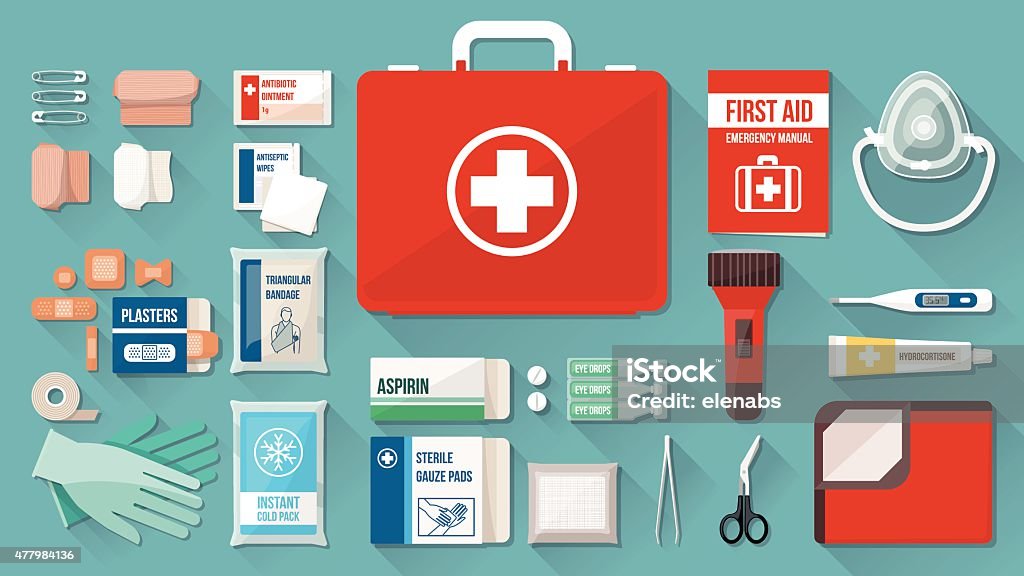 ANTIBIOTIC
OINTMENT
1g
ANTISEPTIC
WIPES
FIRST AID
EMERGENCY MANUAL
PLASTERS
TRIANGULAR
BANDAGE
35.6°
HYDROCORTISONE
ASPIRIN
EYE DROPS
EYE DROPS
EYE DROPS
iStock
Credit: elenabs
STERILE
GAUZE PADS
INSTANT
COLD PACK
477984136